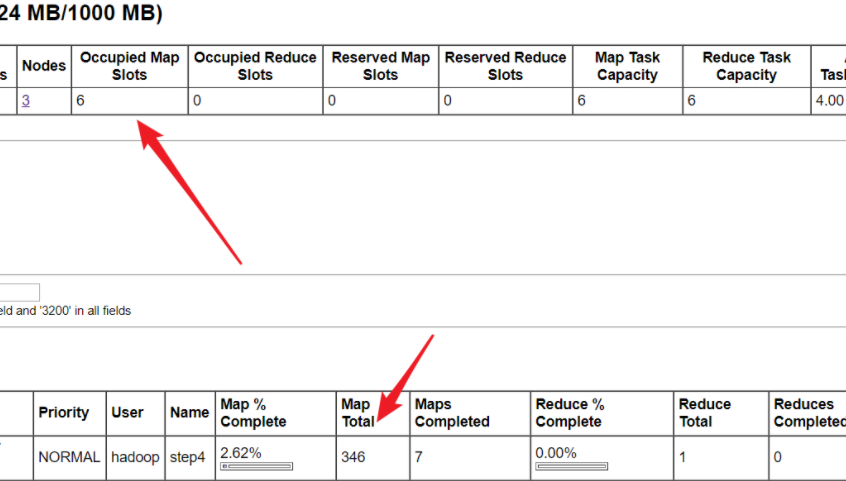 24 MB/1000 MB)
s Nodes Occupied Map Slots Occupied Reduce Slots Reserved Map Slots Reserved Reduce Slots Map Task Capacity Reduce Task Capacity
3 6 0 0 0 6 6 4.00
eld and '3200' in all fields
Priority User Name Map % Complete Map Total Maps Completed Reduce % Complete Reduce Total Reduces Completed
NORMAL hadoop step4 2.62% 346 7 0.00% 1 0